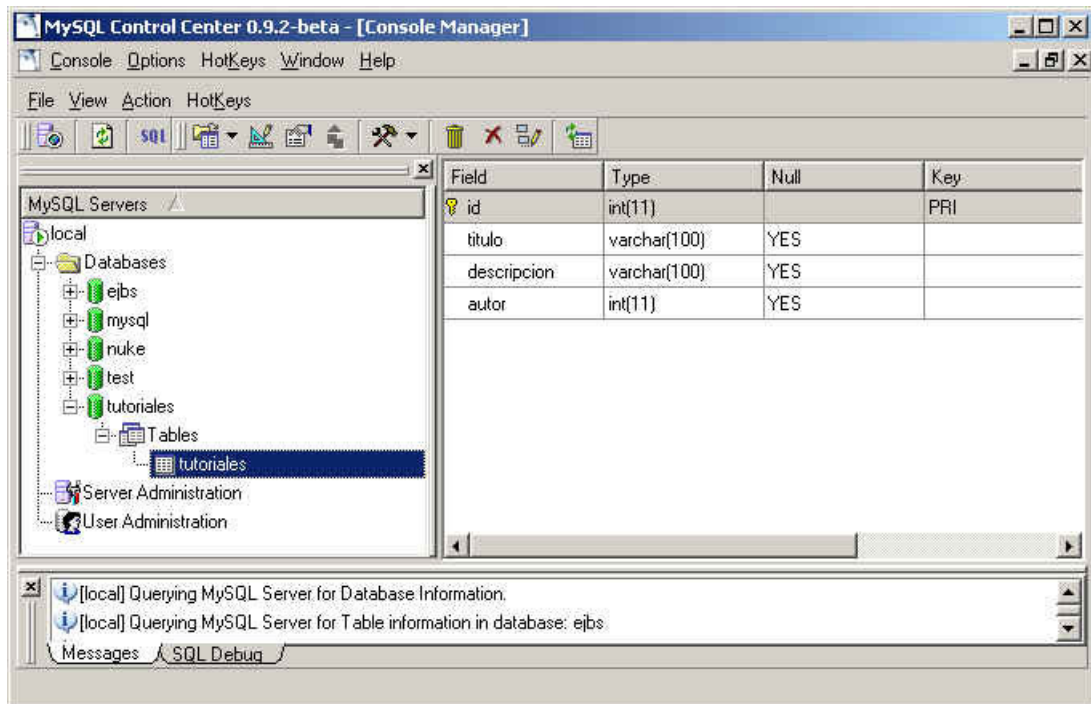 MySQL Control Center 0.9.2-beta - [Console Manager]
Console Options HotKeys Window Help
File View Action HotKeys
SQL
MySQL Servers
local
Databases
ejbs
mysql
nuke
test
tutoriales
Tables
tutoriales
Server Administration
User Administration
Field Type Null Key
id int(11) PRI
titulo varchar(100) YES
descripcion varchar(100) YES
autor int(11) YES
[local] Querying MySQL Server for Database Information.
[local] Querying MySQL Server for Table information in database: ejbs
Messages SQL Debug